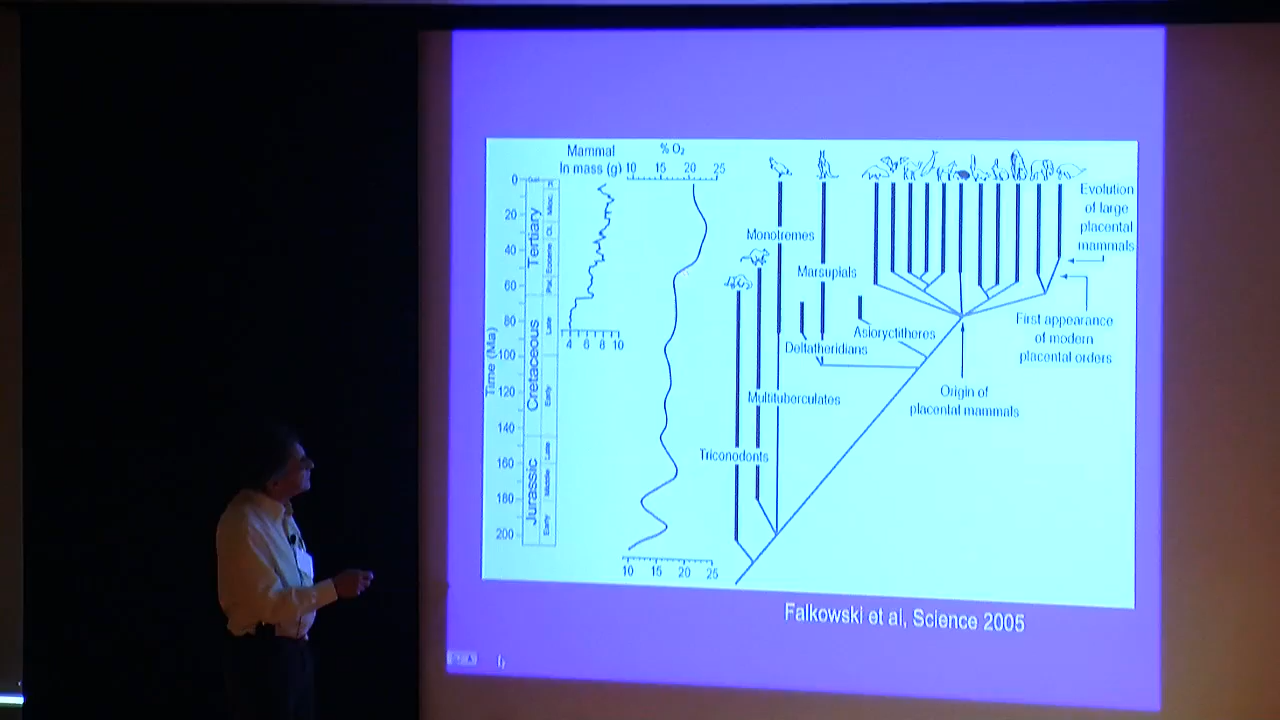 Mammal
ln mass (g)
% O2
10 15 20 25
0
20
40
60
80
100
120
140
160
180
200
Time (Ma)
Tertiary
Cretaceous
Jurassic
Mioc.
Ol.
Eocene
Pal.
Late
Early
Late
Middle
Early
4 6 8 10
10 15 20 25
Monotremes
Marsupials
Deltatheridians
Asioryctitheres
Multituberculates
Triconodonts
Evolution
of large
placental
mammals
First appearance
of modern
placental orders
Origin of
placental mammals
Falkowski et al, Science 2005